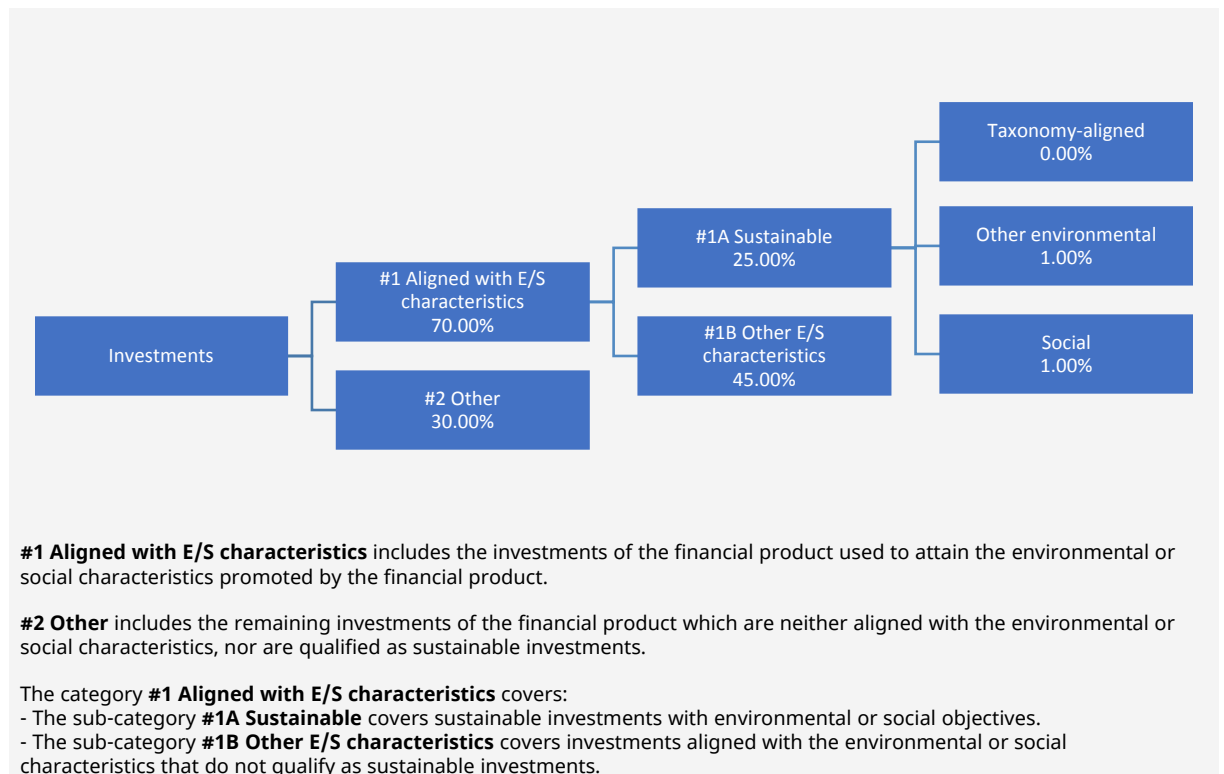 Investments
#1 Aligned with E/S
characteristics
70.00%
#2 Other
30.00%
#1A Sustainable
25.00%
#1B Other E/S
characteristics
45.00%
Taxonomy-aligned
0.00%
Other environmental
1.00%
Social
1.00%
#1 Aligned with E/S characteristics includes the investments of the financial product used to attain the environmental or
social characteristics promoted by the financial product.
#2 Other includes the remaining investments of the financial product which are neither aligned with the environmental or
social characteristics, nor are qualified as sustainable investments.
The category #1 Aligned with E/S characteristics covers:
- The sub-category #1A Sustainable covers sustainable investments with environmental or social objectives.
- The sub-category #1B Other E/S characteristics covers investments aligned with the environmental or social
characteristics that do not qualify as sustainable investments.